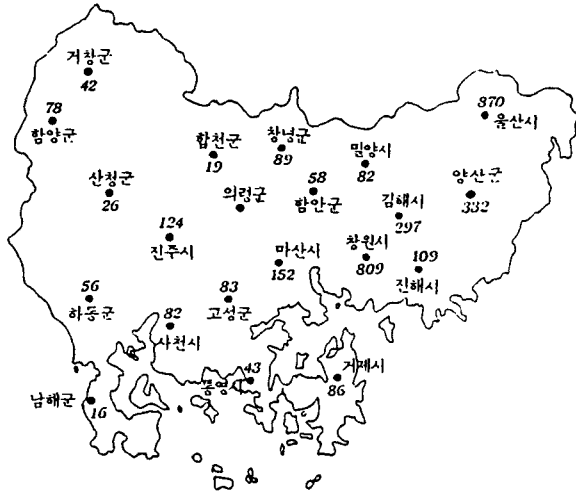 거창군
42
78
함양군
합천군
19
창녕군
89
밀양시
82
870
울산시
산청군
26
의령군
58
함안군
김해시
297
양산군
332
124
진주시
마산시
152
창원시
809
109
진해시
56
하동군
82
사천시
83
고성군
43
통영시
거제시
86
남해군
16